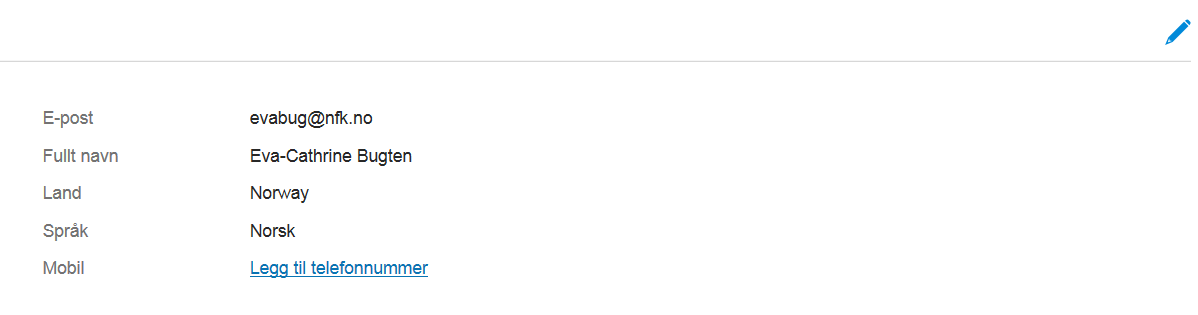 E-post evabug@nfk.no
Fullt navn Eva-Cathrine Bugten
Land Norway
Språk Norsk
Mobil Legg til telefonnummer